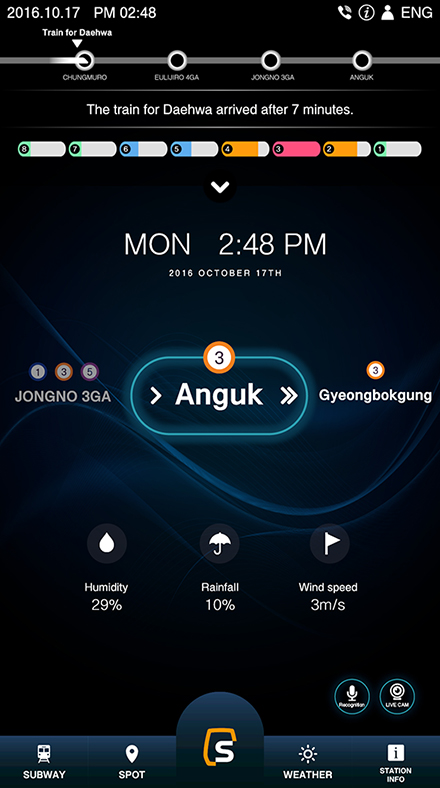 2016.10.17 PM 02:48 ENG
Train for Daehwa
CHUNGMURO EULIJIRO 4GA JONGNO 3GA ANGUK
The train for Daehwa arrived after 7 minutes.
8 7 6 5 4 3 2 1
MON 2:48 PM
2016 OCTOBER 17TH
3
1 3 5
3
JONGNO 3GA
Anguk
Gyeongbokgung
Humidity Rainfall Wind speed
29% 10% 3m/s
Recognition LIVE CAM
S
SUBWAY SPOT WEATHER STATION INFO